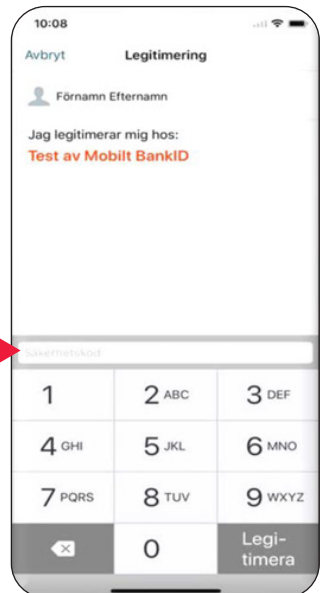 10:08
Avbryt Legitimering
Förnamn Efternamn
Jag legitimerar mig hos:
Test av Mobilt BankID
Säkerhetskod
1 2 ABC 3 DEF
4 GHI 5 JKL 6 MNO
7 PQRS 8 TUV 9 WXYZ
0 Legi-
timera